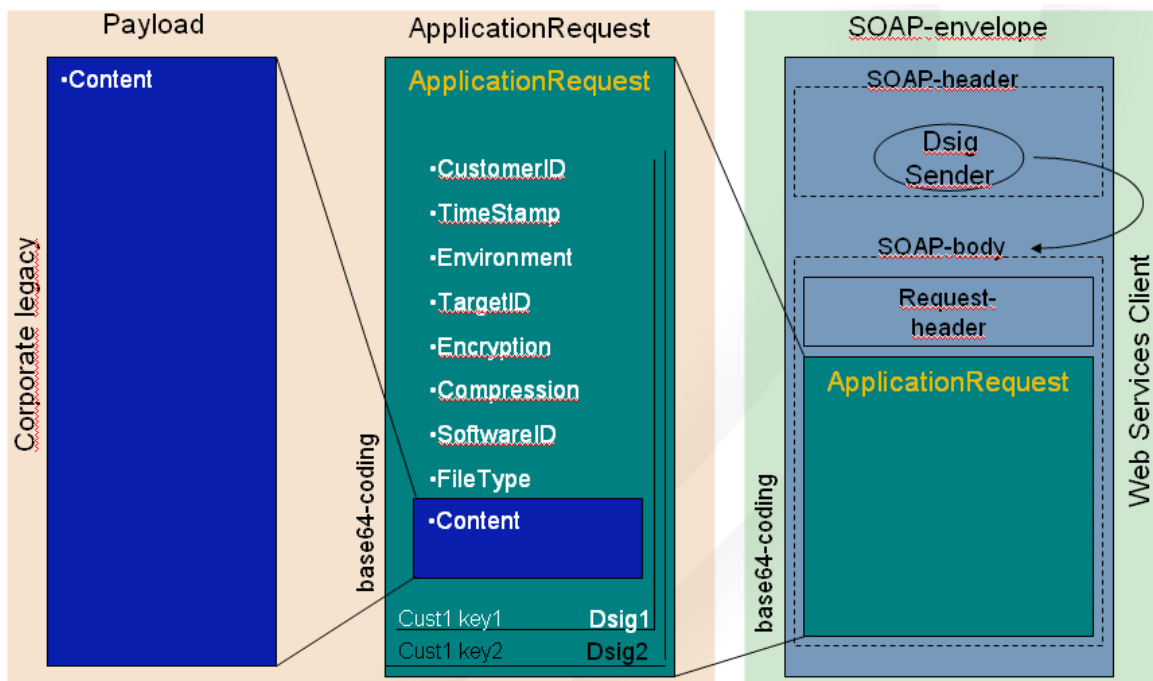 Payload
•Content
Corporate legacy
ApplicationRequest
ApplicationRequest
•CustomerID
•TimeStamp
•Environment
•TargetID
•Encryption
•Compression
•SoftwareID
•FileType
•Content
base64-coding
Cust1 key1 Dsig1
Cust1 key2 Dsig2
SOAP-envelope
SOAP-header
Dsig
Sender
SOAP-body
Request-
header
ApplicationRequest
base64-coding
Web Services Client